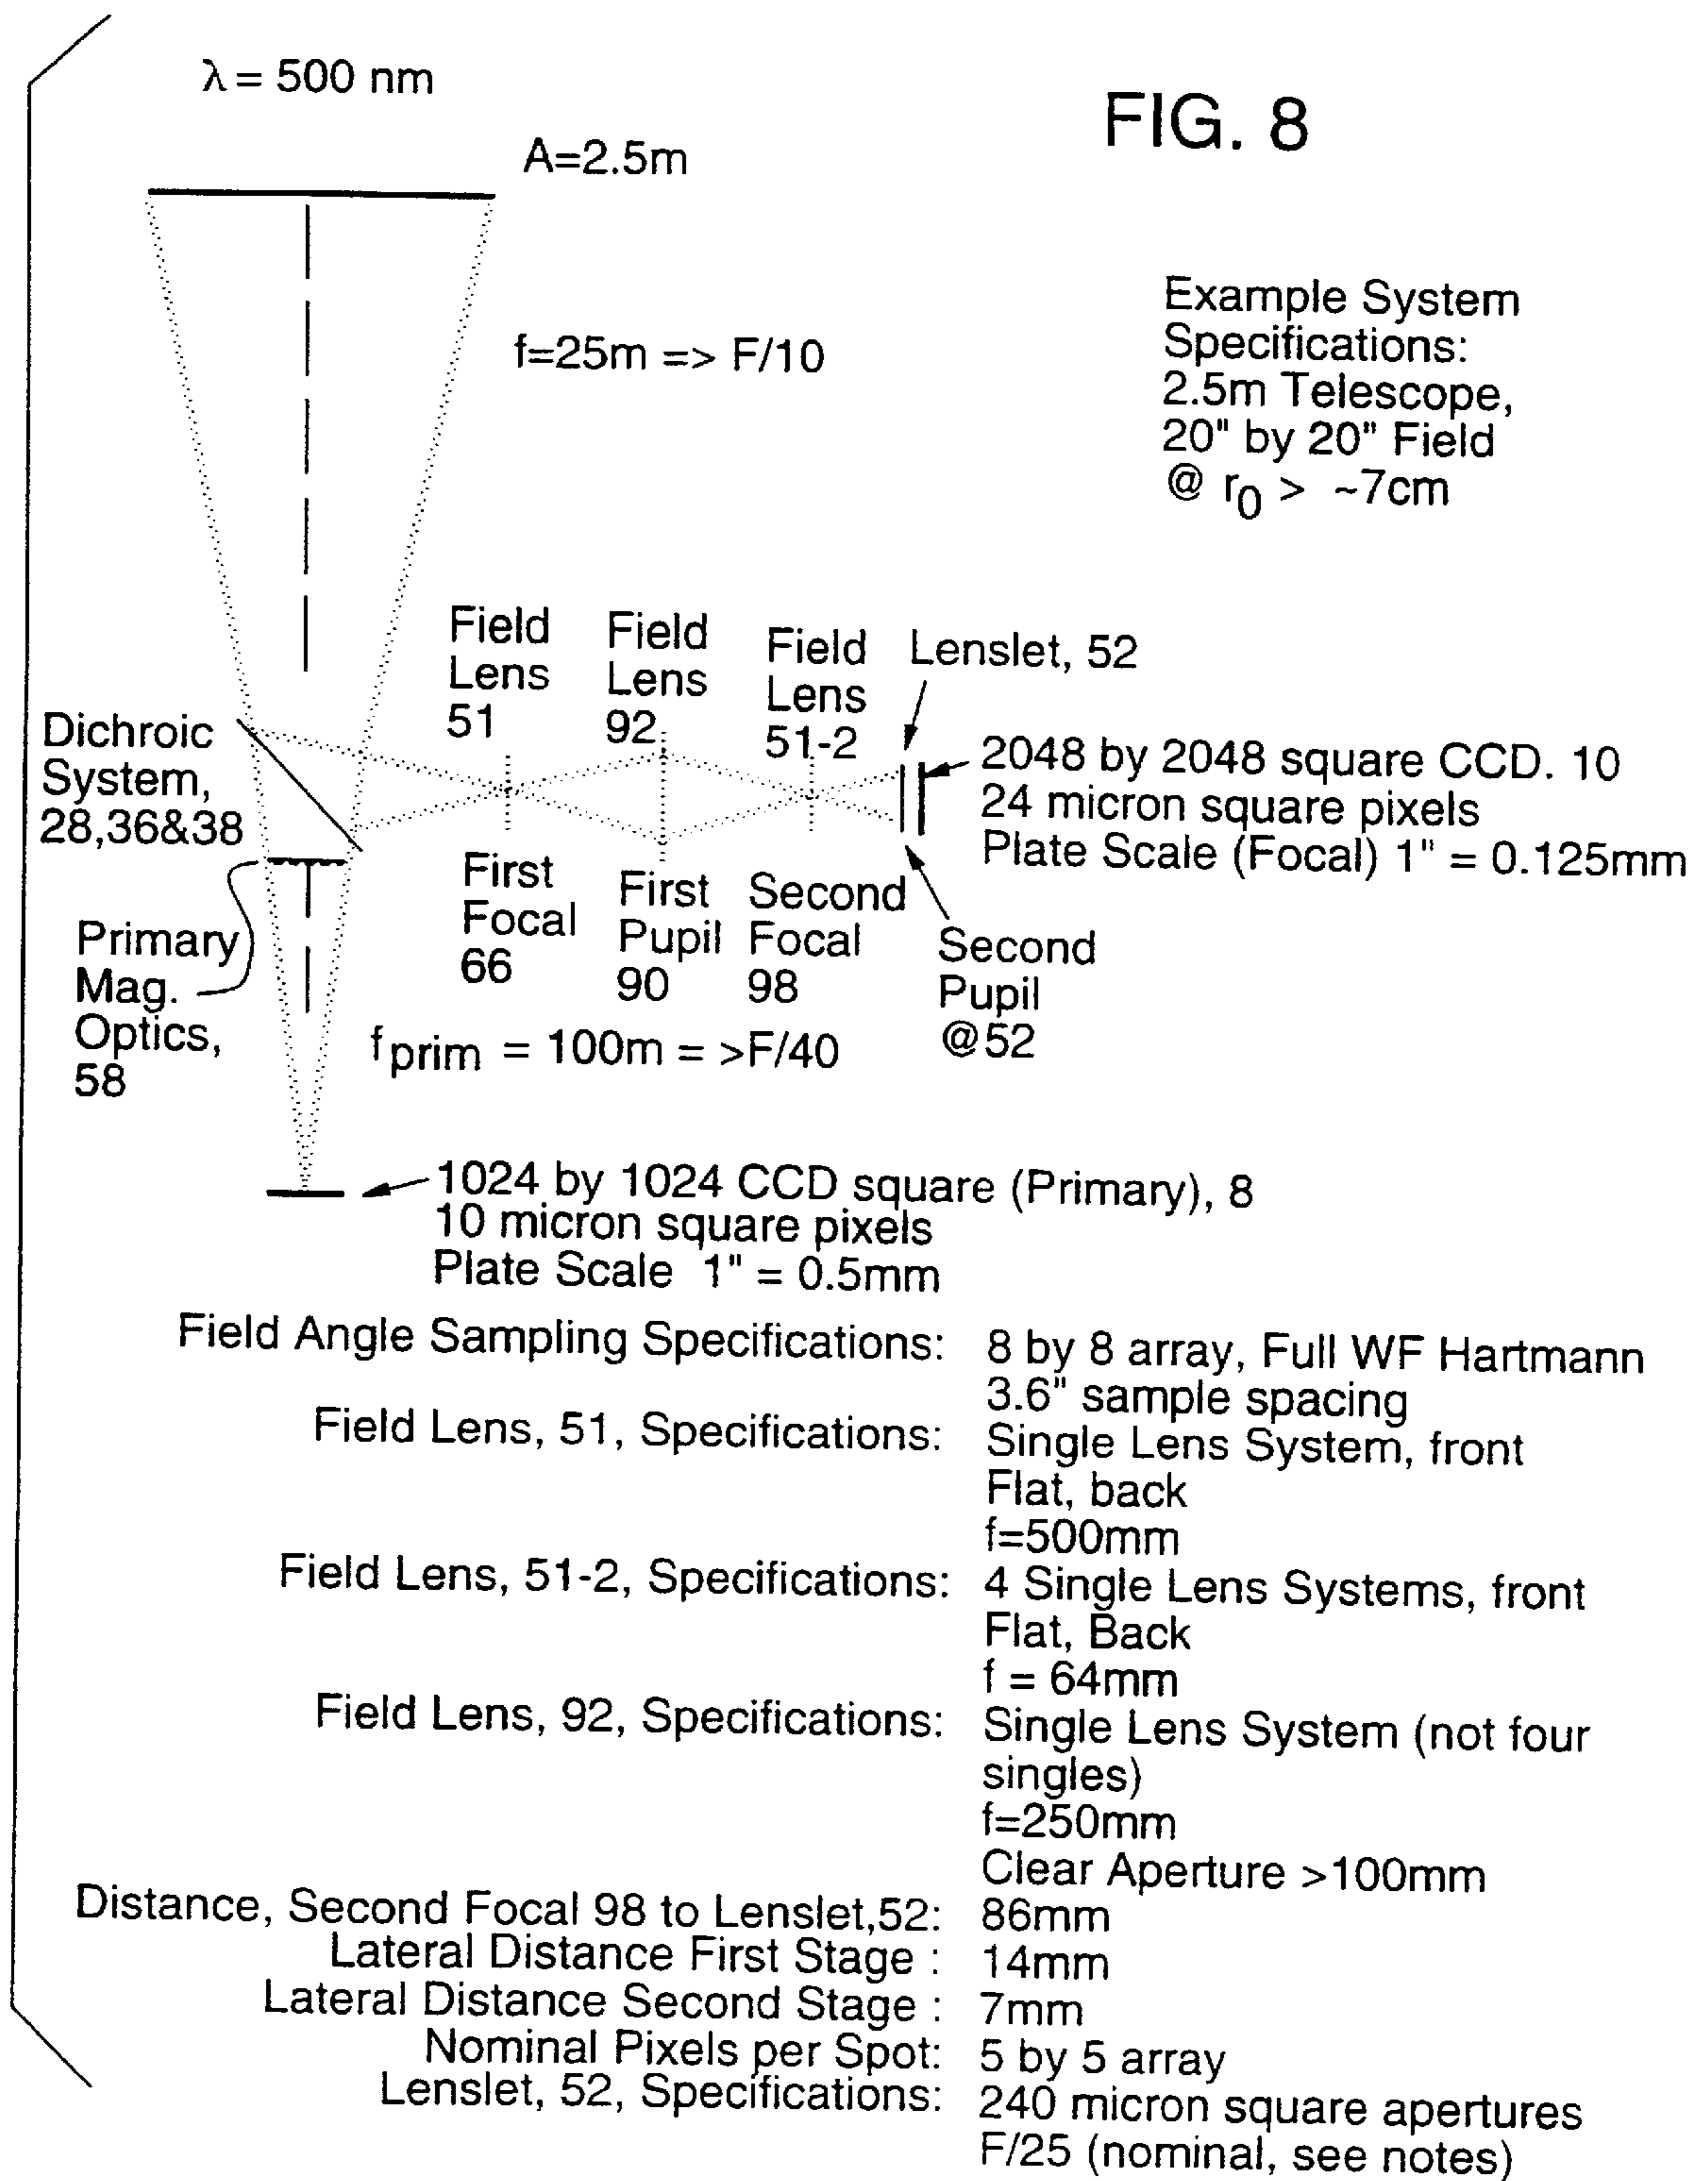 λ = 500 nm
FIG. 8
A=2.5m
f=25m => F/10
Example System
Specifications:
2.5m Telescope,
20" by 20" Field
@ r0 > ~7cm
Field
Lens
51
Field
Lens
92
Field
Lens
51-2
Lenslet, 52
Dichroic
System,
28,36&38
2048 by 2048 square CCD. 10
24 micron square pixels
Plate Scale (Focal) 1" = 0.125mm
First
Focal
66
First
Pupil
90
Second
Focal
98
Second
Pupil
@52
Primary
Mag.
Optics,
58
fprim = 100m = >F/40
1024 by 1024 CCD square (Primary), 8
10 micron square pixels
Plate Scale 1" = 0.5mm
Field Angle Sampling Specifications: 8 by 8 array, Full WF Hartmann
3.6" sample spacing
Field Lens, 51, Specifications: Single Lens System, front
Flat, back
f=500mm
Field Lens, 51-2, Specifications: 4 Single Lens Systems, front
Flat, Back
f = 64mm
Field Lens, 92, Specifications: Single Lens System (not four
singles)
f=250mm
Clear Aperture >100mm
Distance, Second Focal 98 to Lenslet,52: 86mm
Lateral Distance First Stage : 14mm
Lateral Distance Second Stage : 7mm
Nominal Pixels per Spot: 5 by 5 array
Lenslet, 52, Specifications: 240 micron square apertures
F/25 (nominal, see notes)